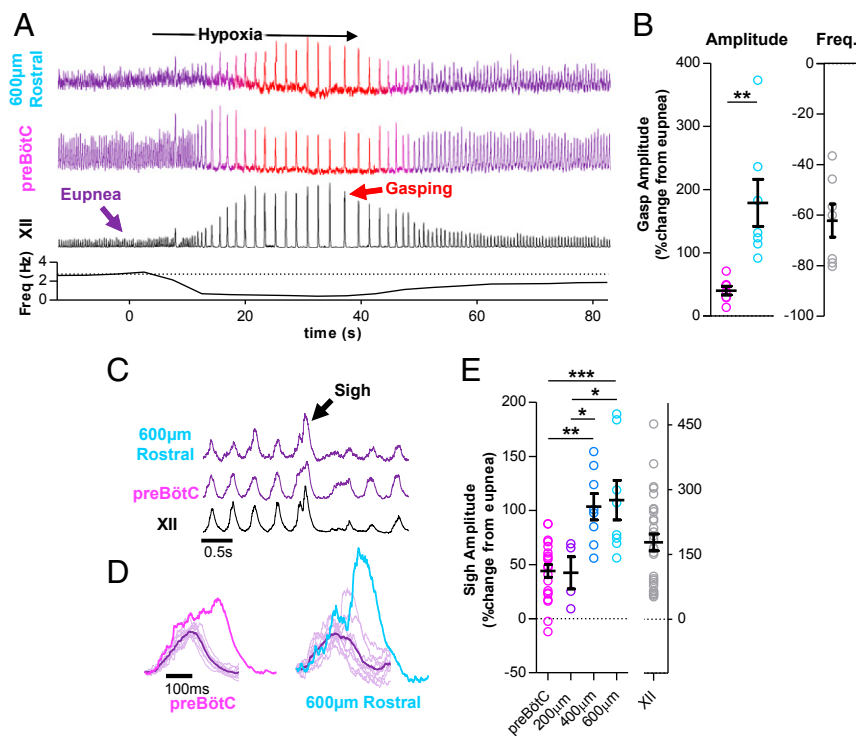 A
Hypoxia
600µm
Rostral
preBötC
Eupnea
Gasping
XII
Freq (Hz)
4
2
0
0
20
40
60
80
time (s)
B
Amplitude
Freq.
Gasp Amplitude
(%change from eupnea)
400
300
200
100
0
**
0
-20
-40
-60
-80
-100
C
Sigh
600µm
Rostral
preBötC
XII
0.5s
D
100ms
preBötC
600µm Rostral
E
Sigh Amplitude
(%change from eupnea)
200
150
100
50
0
-50
***
*
*
**
450
300
150
0
preBötC
200µm
400µm
600µm
XII